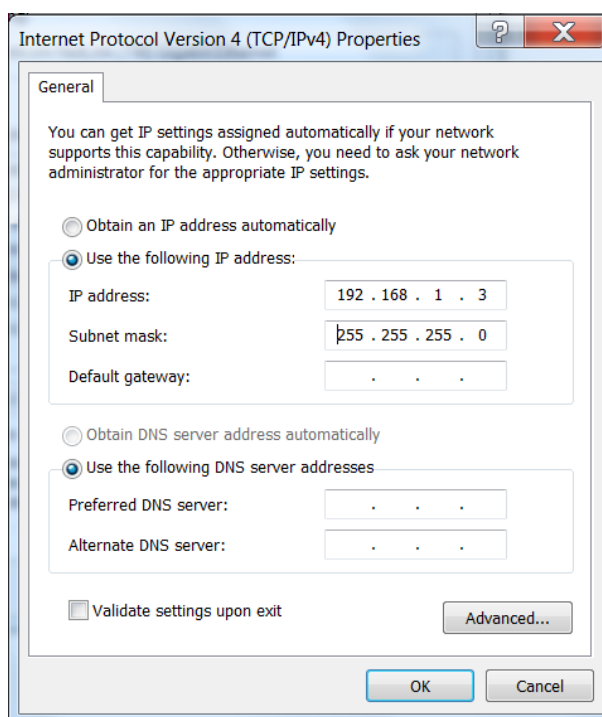 Internet Protocol Version 4 (TCP/IPv4) Properties
?
X
General
You can get IP settings assigned automatically if your network
supports this capability. Otherwise, you need to ask your network
administrator for the appropriate IP settings.
Obtain an IP address automatically
Use the following IP address:
IP address: 192 . 168 . 1 . 3
Subnet mask: 255 . 255 . 255 . 0
Default gateway: . . .
Obtain DNS server address automatically
Use the following DNS server addresses
Preferred DNS server: . . .
Alternate DNS server: . . .
Validate settings upon exit
Advanced...
OK Cancel